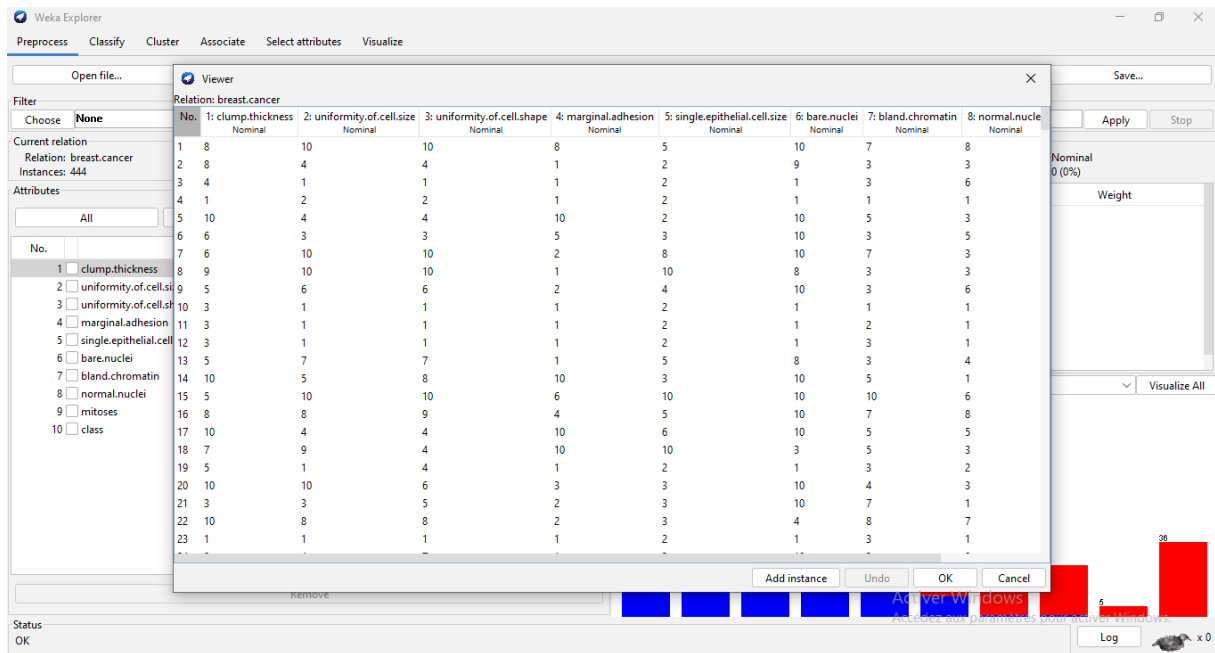 Weka Explorer
Preprocess Classify Cluster Associate Select attributes Visualize
Open file...
Save...
Filter
Choose None
Apply Stop
Current relation
Relation: breast.cancer
Instances: 444
Nominal
0 (0%)
Attributes
All
Weight
No.
1 clump.thickness
2 uniformity.of.cell.si
3 uniformity.of.cell.sh
4 marginal.adhesion
5 single.epithelial.cell
6 bare.nuclei
7 bland.chromatin
8 normal.nuclei
9 mitoses
10 class
Viewer
Relation: breast.cancer
No. 1: clump.thickness 2: uniformity.of.cell.size 3: uniformity.of.cell.shape 4: marginal.adhesion 5: single.epithelial.cell.size 6: bare.nuclei 7: bland.chromatin 8: normal.nucle
Nominal Nominal Nominal Nominal Nominal Nominal Nominal Nominal
1 8 10 10 8 5 10 7 8
2 8 4 4 1 2 9 3 3
3 4 1 1 1 2 1 3 6
4 1 2 2 1 2 1 1 1
5 10 4 4 10 2 10 5 3
6 6 3 3 5 3 10 3 5
7 6 10 10 2 8 10 7 3
8 9 10 10 1 10 8 3 3
9 5 6 6 2 4 10 3 6
10 3 1 1 1 2 1 1 1
11 3 1 1 1 2 1 2 1
12 3 1 1 1 2 1 3 1
13 5 7 7 1 5 8 3 4
14 10 5 8 10 3 10 5 1
15 5 10 10 6 10 10 10 6
16 8 8 9 4 5 10 7 8
17 10 4 4 10 6 10 5 5
18 7 9 4 10 10 3 5 3
19 5 1 4 1 2 1 3 2
20 10 10 6 3 3 10 4 3
21 3 3 5 2 3 10 7 1
22 10 8 8 2 3 4 8 7
23 1 1 1 1 2 1 3 1
Add instance Undo OK Cancel
Visualize All
36
5
Remove
Activer Windows
Accédez aux paramètres pour activer Windows.
Status
OK
Log
x 0